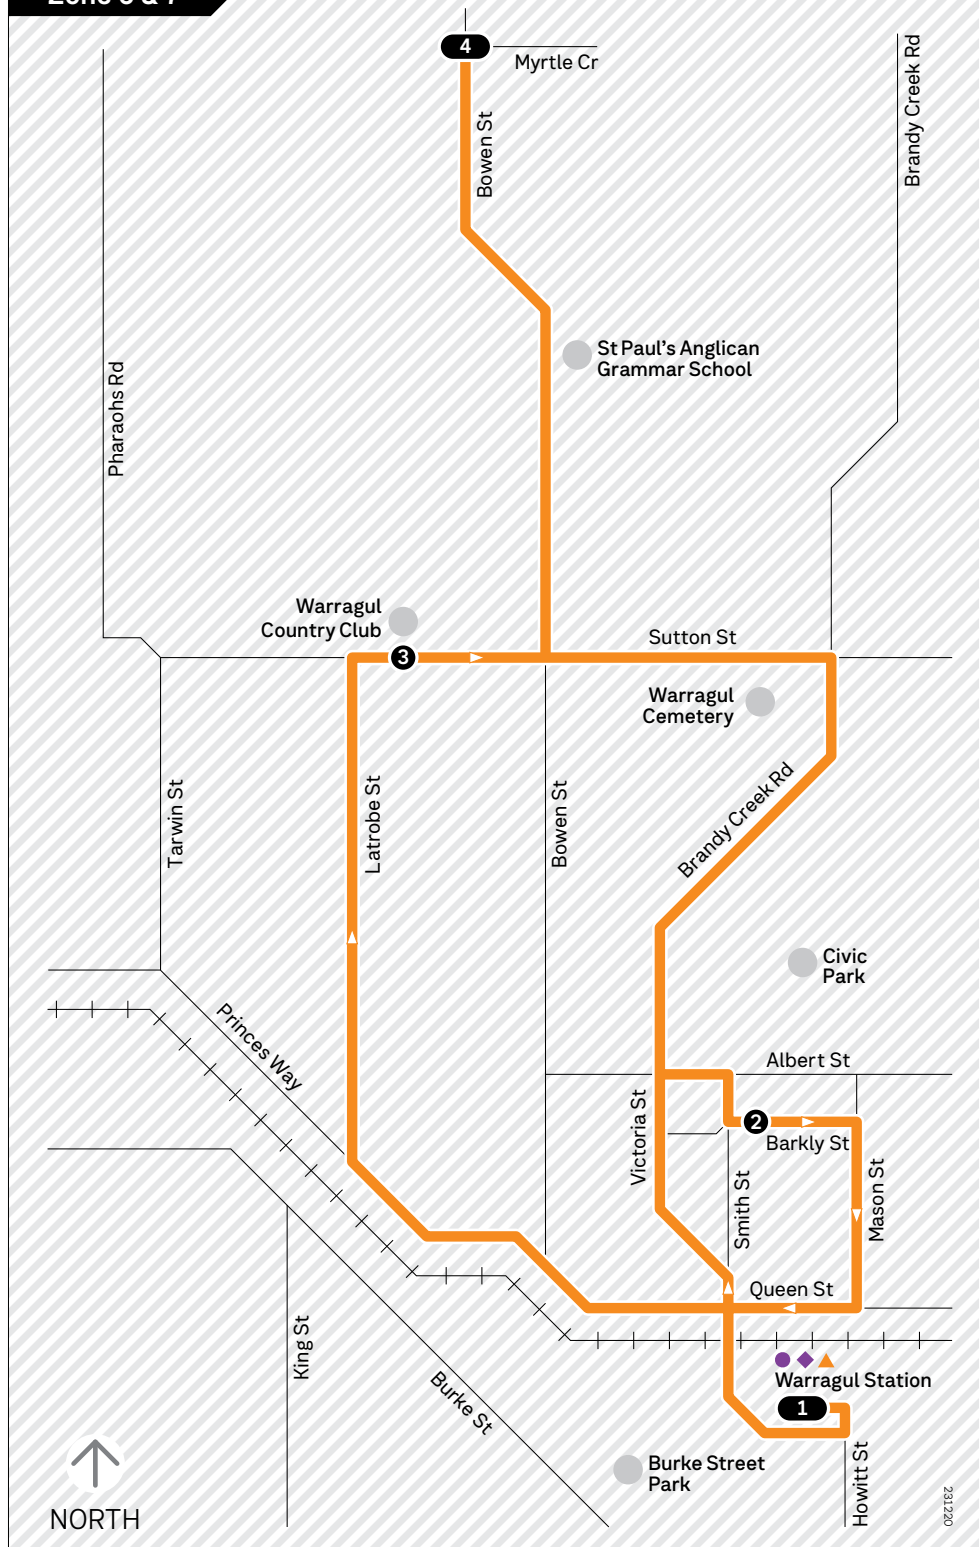 4
Myrtle Cr
Bowen St
Brandy Creek Rd
St Paul's Anglican
Grammar School
Pharaohs Rd
Warragul
Country Club
3
Sutton St
Warragul
Cemetery
Tarwin St
Latrobe St
Bowen St
Brandy Creek Rd
Civic
Park
Princes Way
Albert St
Victoria St
2
Barkly St
Smith St
Mason St
Queen St
King St
Warragul Station
1
Burke St
Howitt St
Burke Street
Park
NORTH
231220